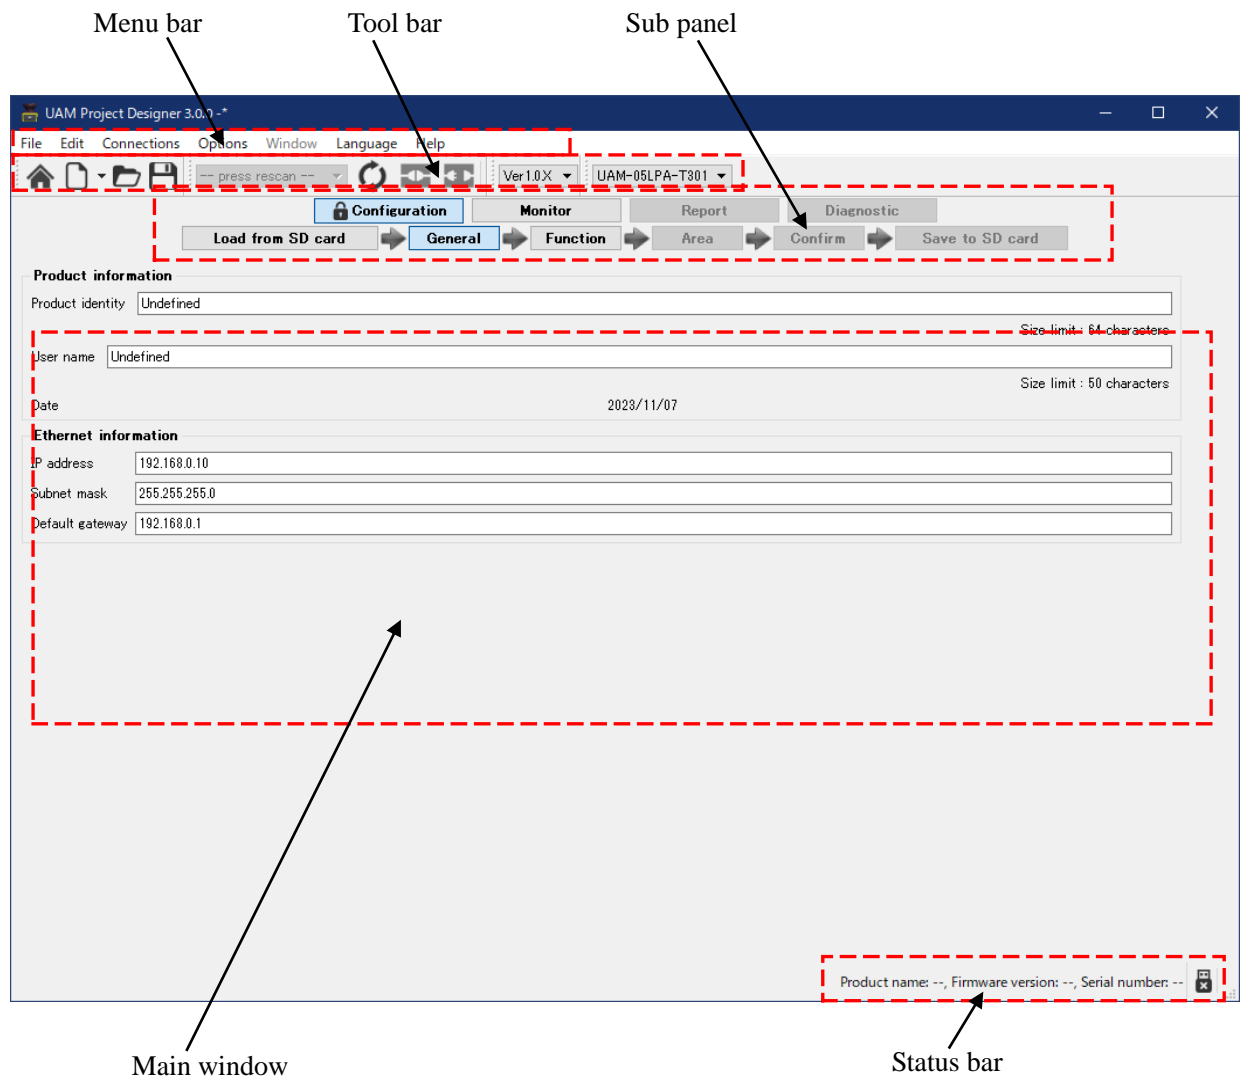 Menu bar Tool bar Sub panel
UAM Project Designer 3.0.0 -*
File Edit Connections Options Window Language Help
-- press rescan -- Ver1.0X UAM-05LPA-T301
Configuration Monitor Report Diagnostic
Load from SD card General Function Area Confirm Save to SD card
Product information
Product identity Undefined
Size limit : 64 characters
User name Undefined
Size limit : 50 characters
Date 2023/11/07
Ethernet information
IP address 192.168.0.10
Subnet mask 255.255.255.0
Default gateway 192.168.0.1
Product name: --, Firmware version: --, Serial number: --
Main window Status bar